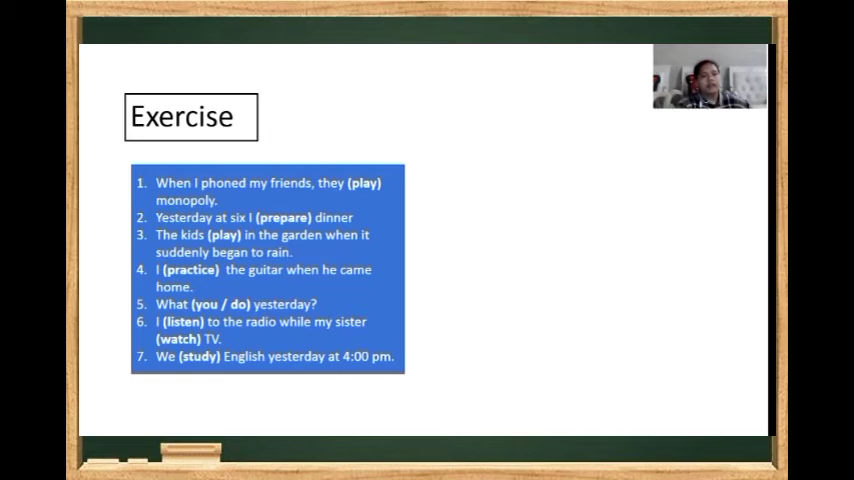 Exercise
1. When I phoned my friends, they (play)
monopoly.
2. Yesterday at six I (prepare) dinner
3. The kids (play) in the garden when it
suddenly began to rain.
4. I (practice) the guitar when he came
home.
5. What (you / do) yesterday?
6. I (listen) to the radio while my sister
(watch) TV.
7. We (study) English yesterday at 4:00 pm.